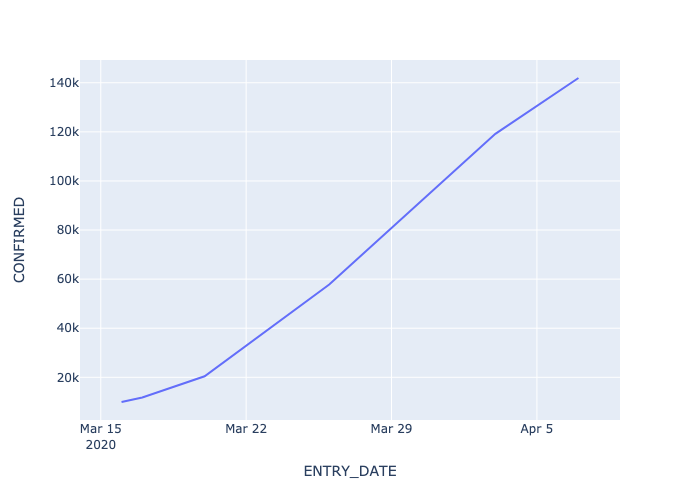 140k
120k
100k
80k
60k
40k
20k
CONFIRMED
Mar 15
2020
Mar 22
Mar 29
Apr 5
ENTRY_DATE